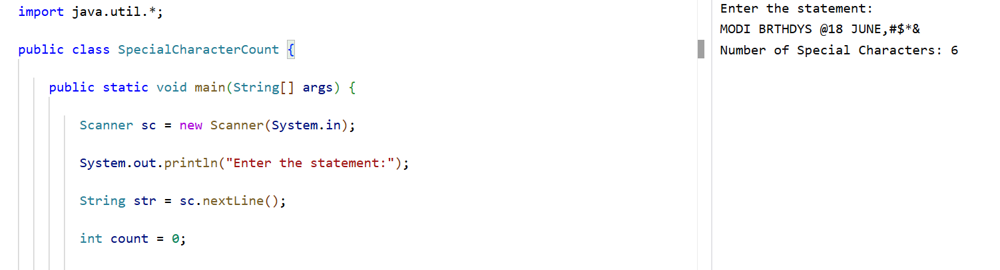 import java.util.*;
public class SpecialCharacterCount {
public static void main(String[] args) {
Scanner sc = new Scanner(System.in);
System.out.println("Enter the statement:");
String str = sc.nextLine();
int count = 0;
Enter the statement:
MODI BRTHDYS @18 JUNE,#$*&
Number of Special Characters: 6